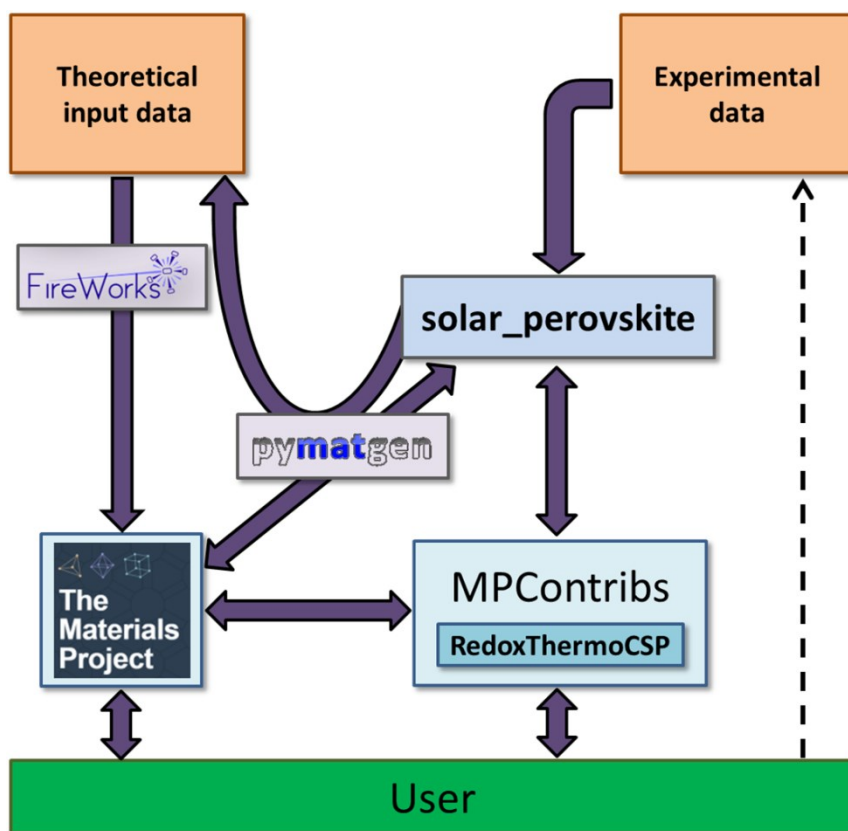 Theoretical
input data
Experimental
data
FireWorks
solar_perovskite
pymatgen
The
Materials
Project
MPContribs
RedoxThermoCSP
User